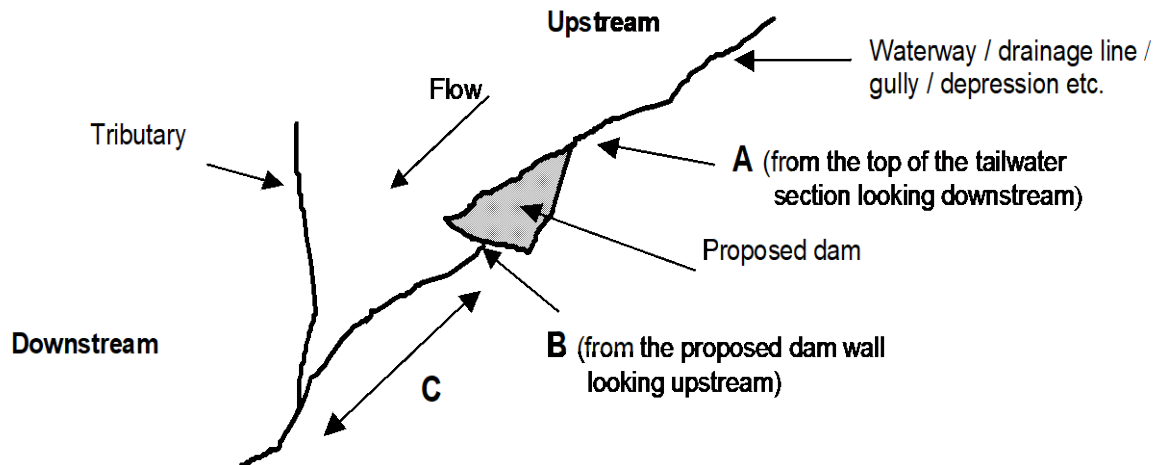 Upstream
Waterway / drainage line /
gully / depression etc.
Flow
Tributary
A (from the top of the tailwater
section looking downstream)
Proposed dam
Downstream
B (from the proposed dam wall
looking upstream)
C